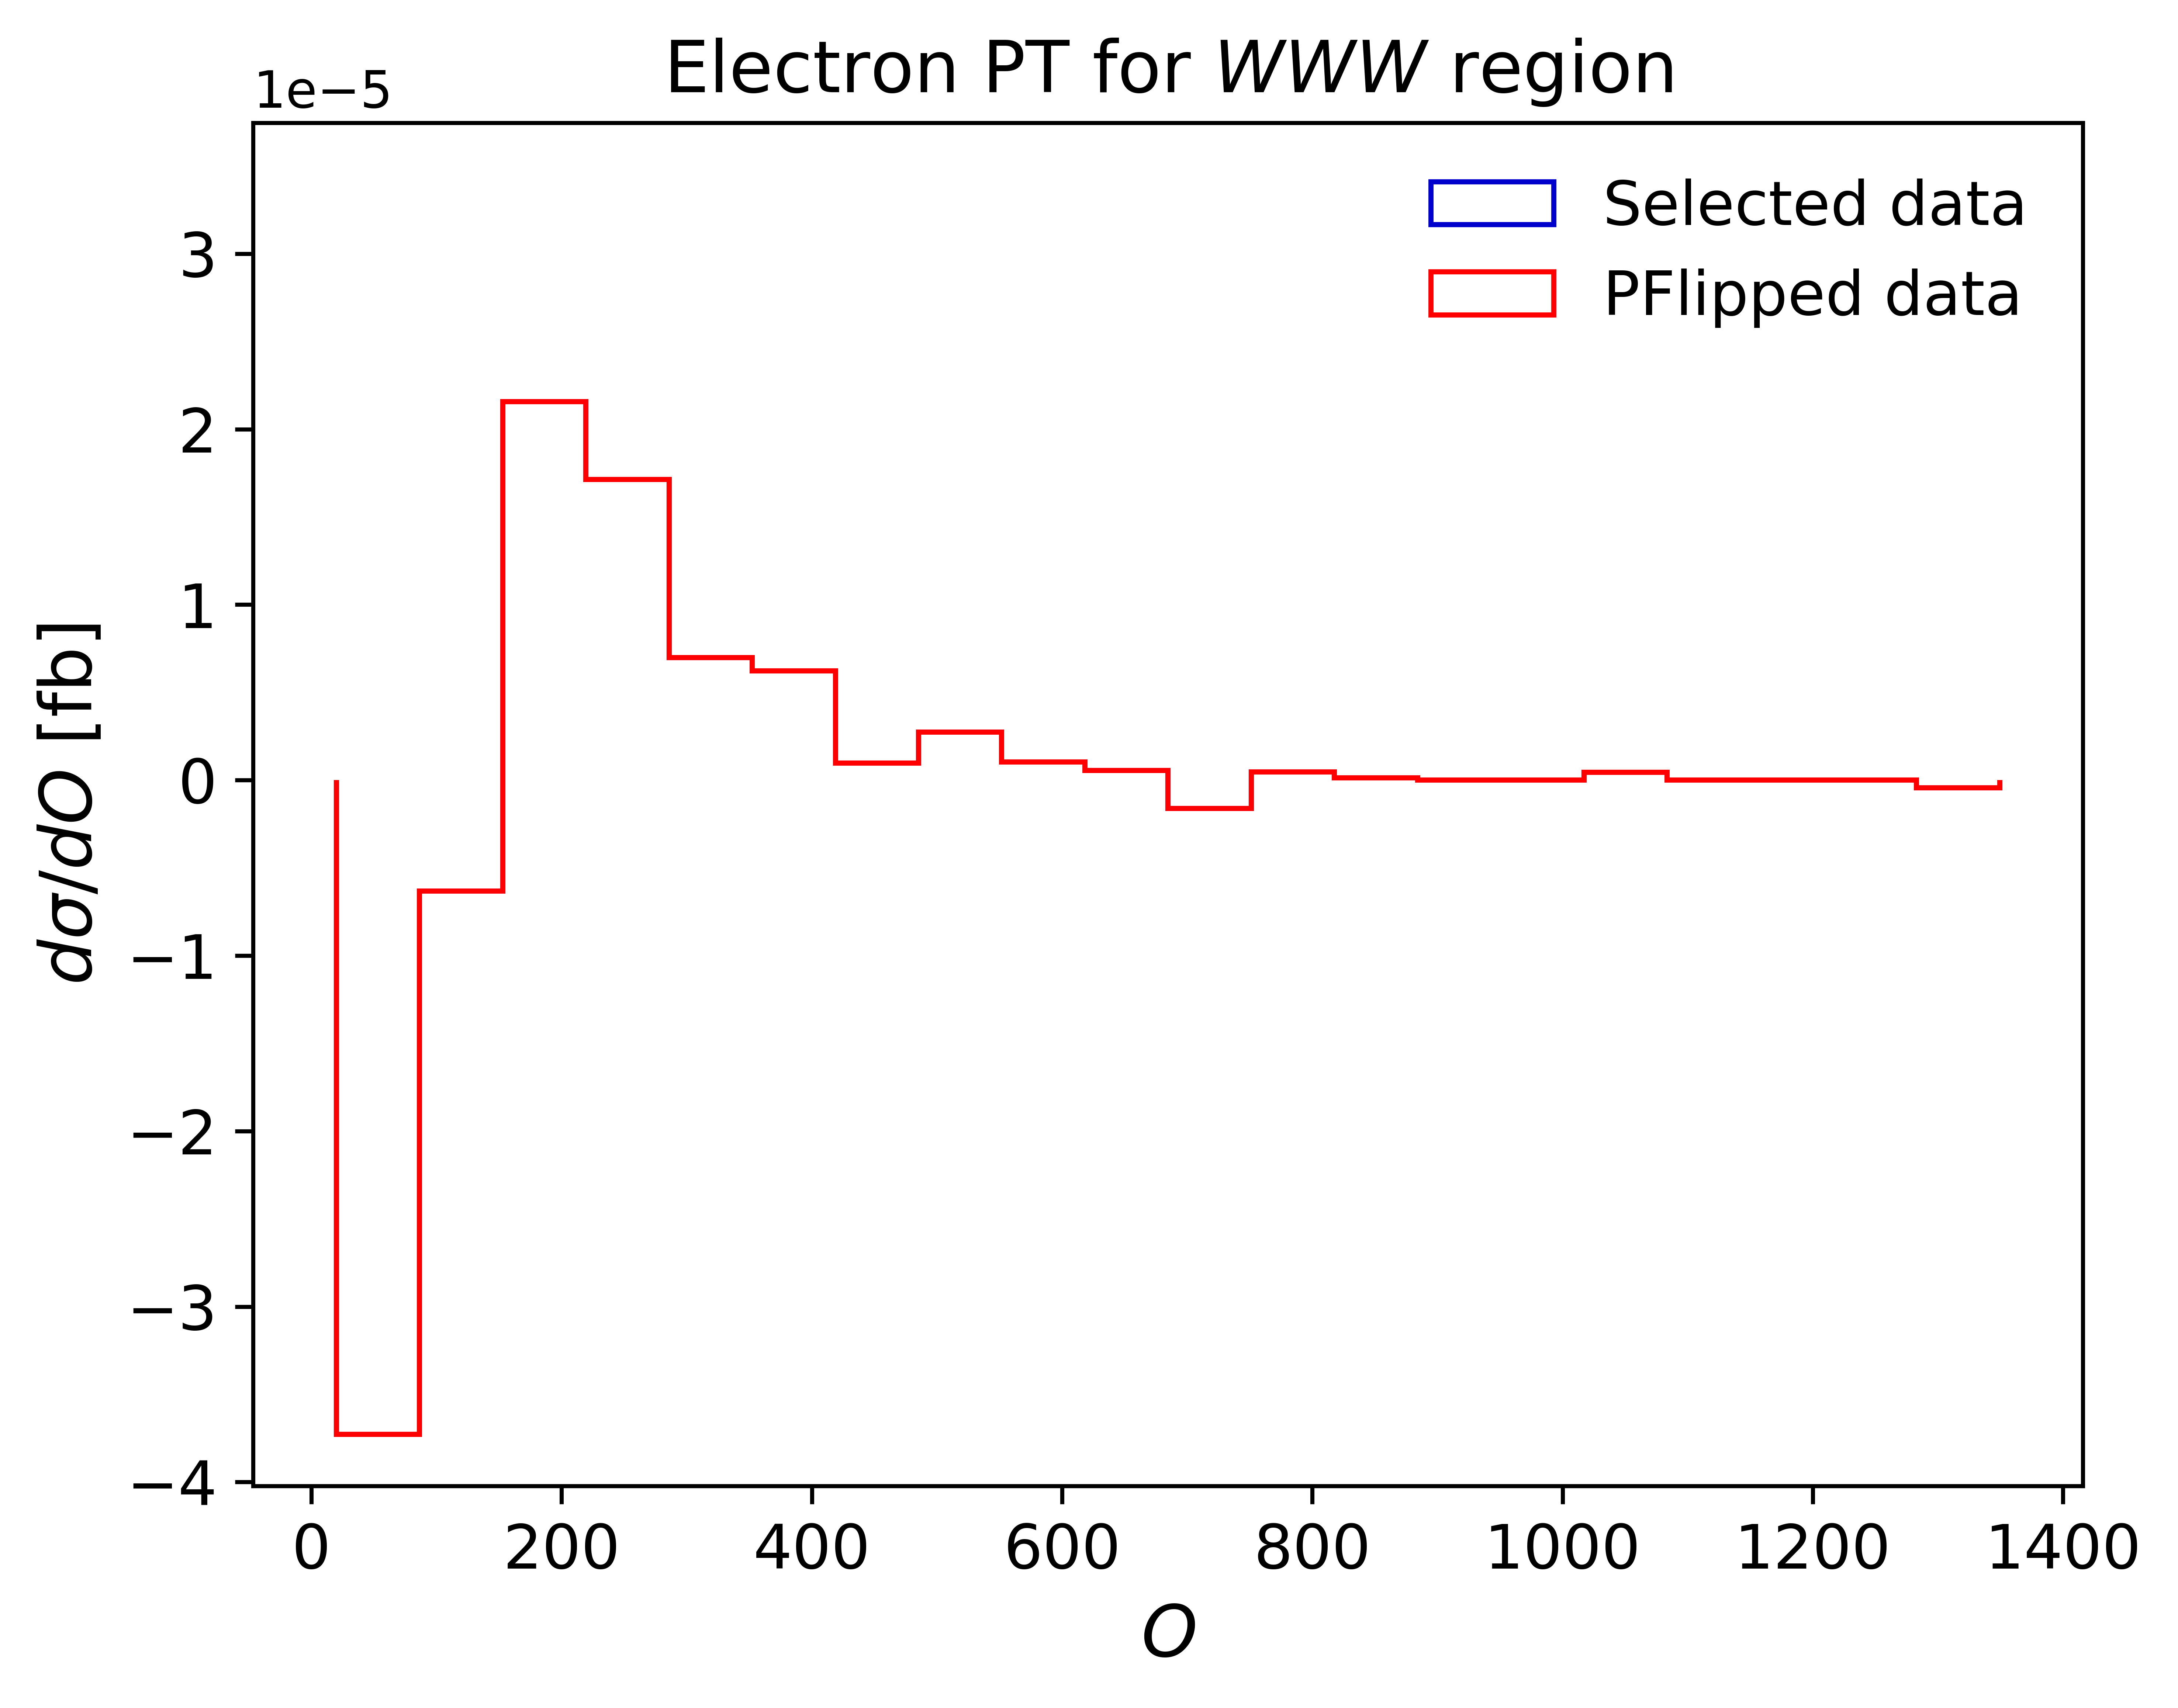 Electron PT for WWW region
1e−5
Selected data
PFlipped data
3
2
1
0
−1
−2
−3
−4
dσ/dO [fb]
0 200 400 600 800 1000 1200 1400
O